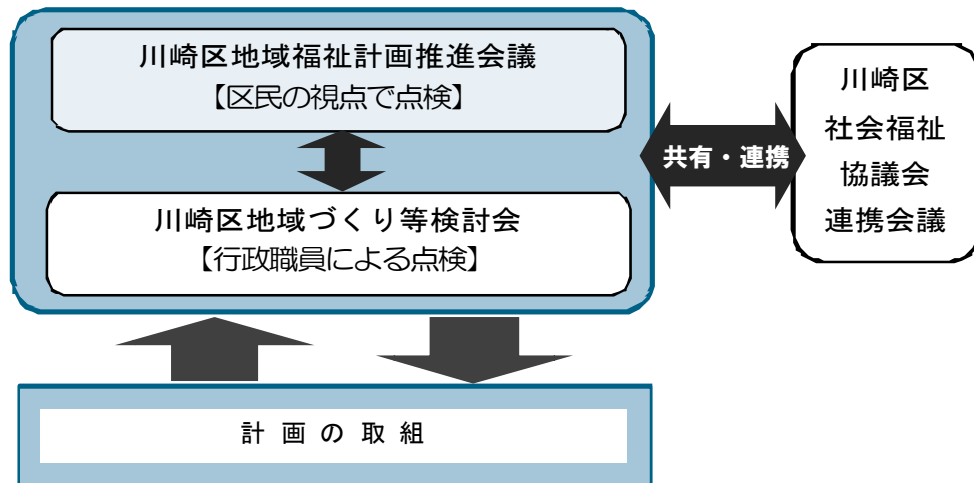 川崎区地域福祉計画推進会議
【区民の視点で点検】
川崎区地域づくり等検討会
【行政職員による点検】
共有・連携
川崎区
社会福祉
協議会
連携会議
計画の取組